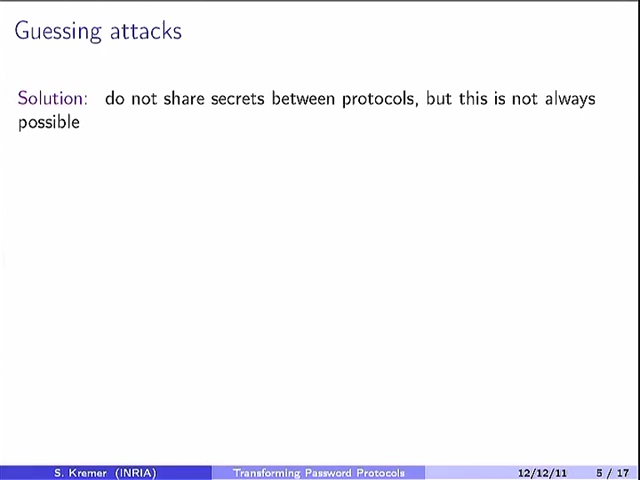 Guessing attacks
Solution: do not share secrets between protocols, but this is not always
possible
S. Kremer (INRIA) Transforming Password Protocols 12/12/11 5 / 17